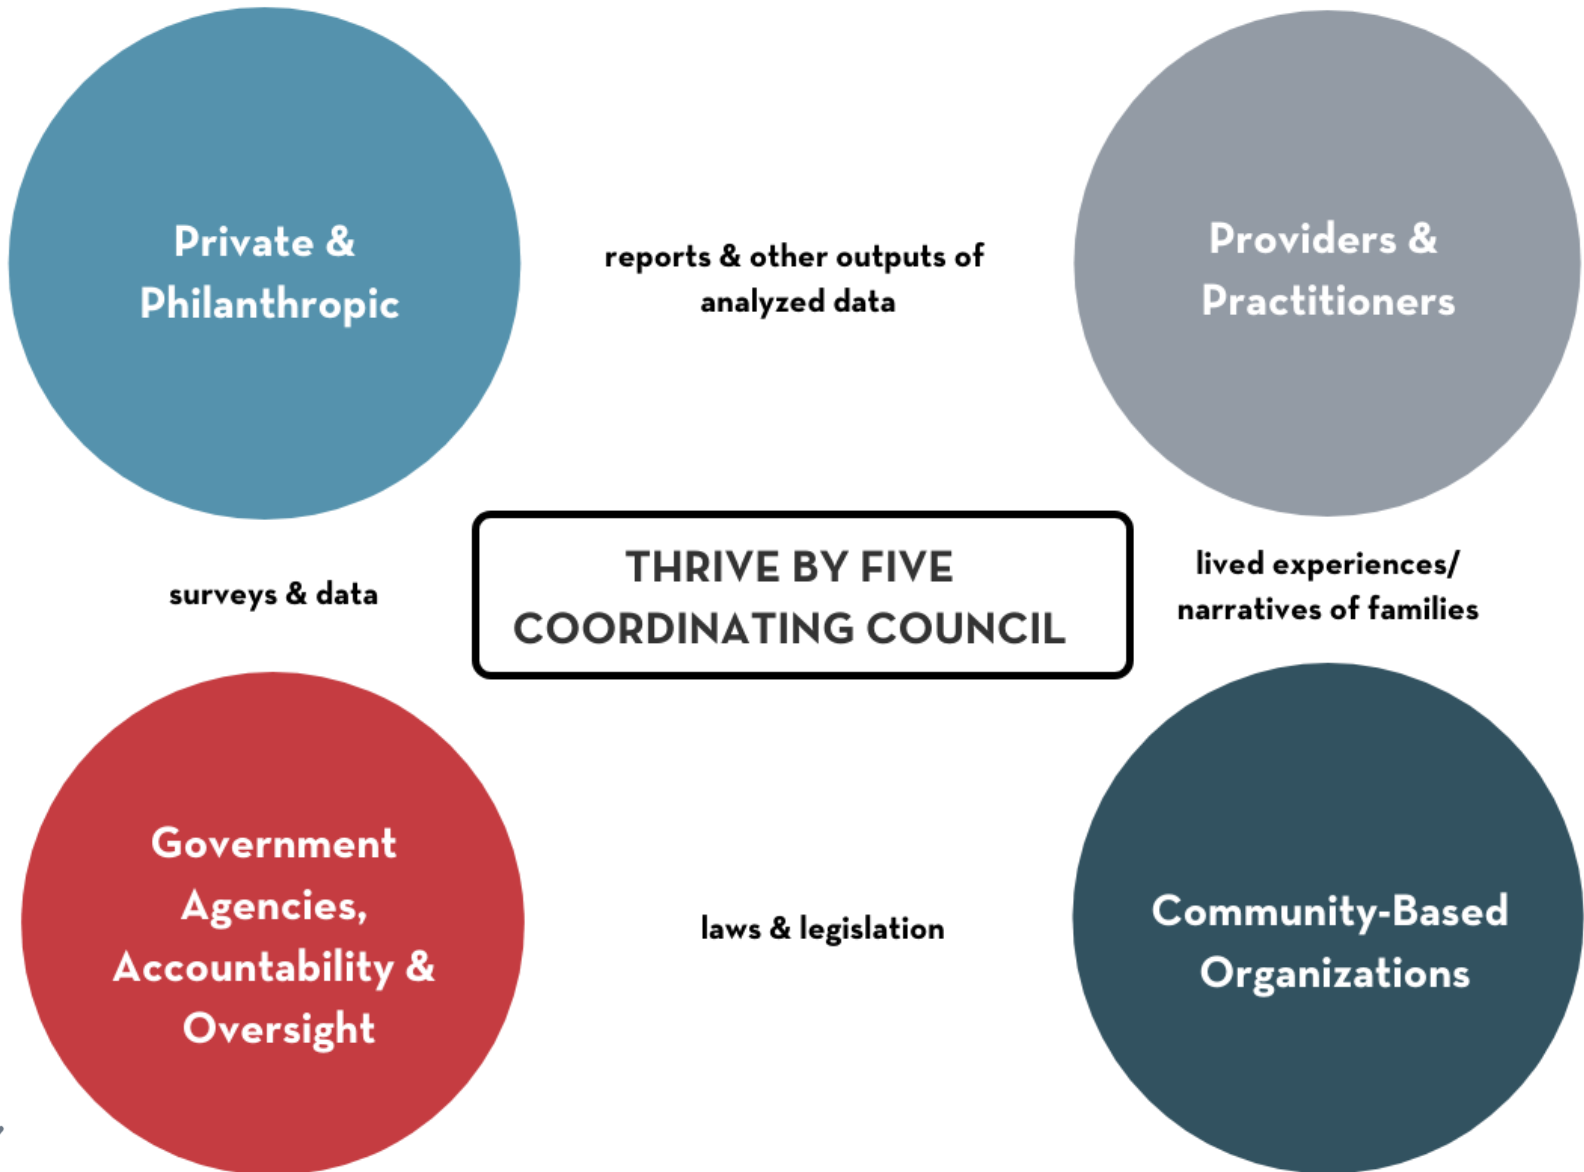 Private &
Philanthropic
reports & other outputs of
analyzed data
Providers &
Practitioners
surveys & data
THRIVE BY FIVE
COORDINATING COUNCIL
lived experiences/
narratives of families
Government
Agencies,
Accountability &
Oversight
laws & legislation
Community-Based
Organizations